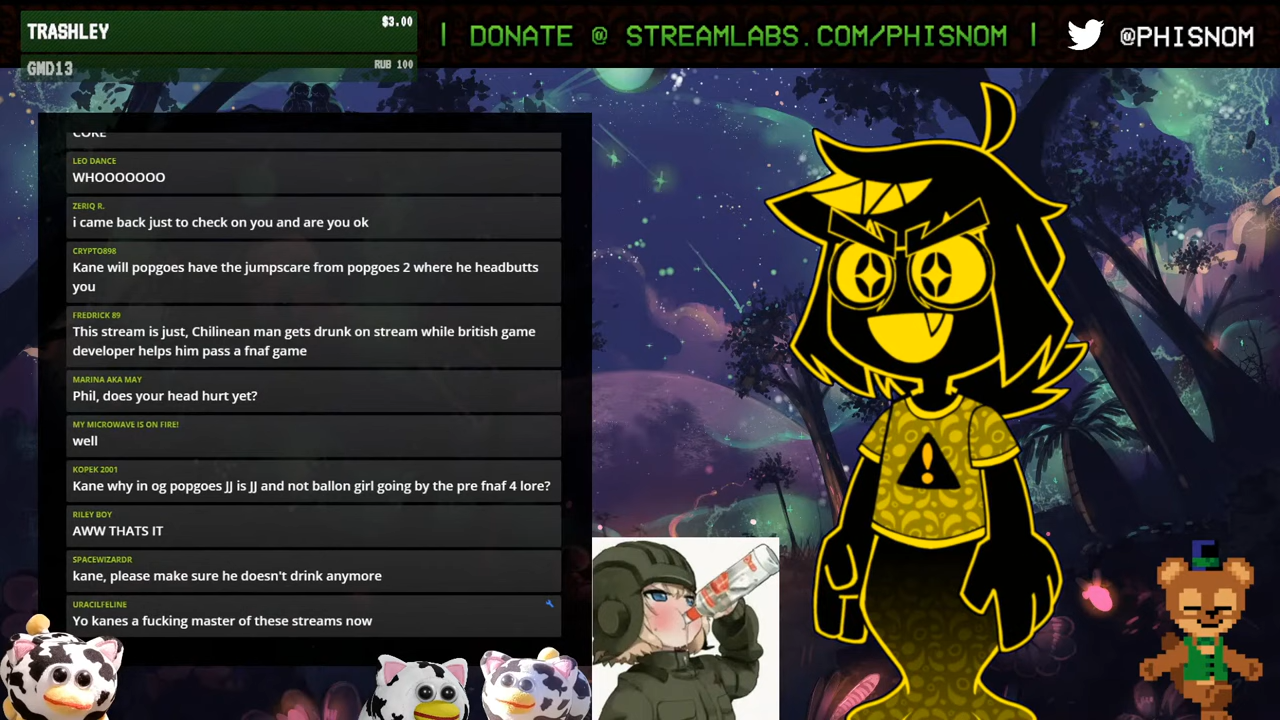 TRASHLEY
$3.00
GMD13
RUB 100
| DONATE @ STREAMLABS.COM/PHISNOM |
@PHISNOM
CORE
LEO DANCE
WHOOOOOOO
ZERIQ R.
i came back just to check on you and are you ok
CRYPTO898
Kane will popgoes have the jumpscare from popgoes 2 where he headbutts
you
FREDRICK 89
This stream is just, Chilinean man gets drunk on stream while british game
developer helps him pass a fnaf game
MARINA AKA MAY
Phil, does your head hurt yet?
MY MICROWAVE IS ON FIRE!
well
KOPEK 2001
Kane why in og popgoes JJ is JJ and not ballon girl going by the pre fnaf 4 lore?
RILEY BOY
AWW THATS IT
SPACEWIZARDR
kane, please make sure he doesn't drink anymore
URACILFELINE
Yo kanes a fucking master of these streams now
!